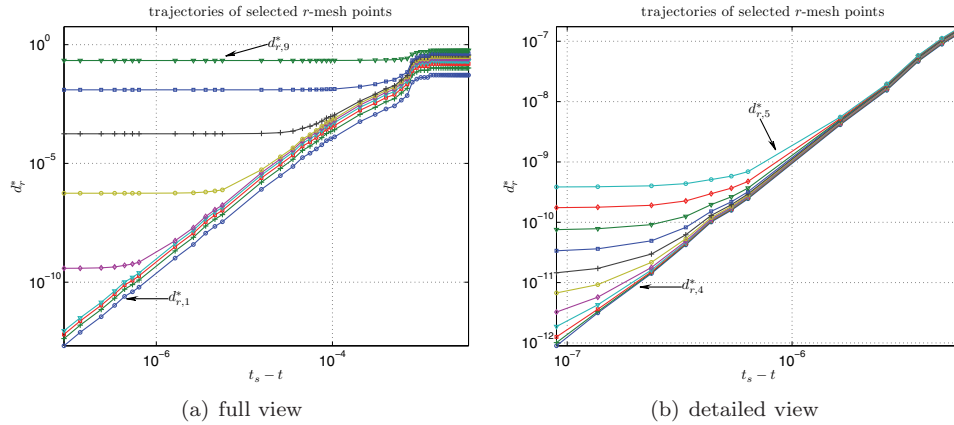 trajectories of selected r-mesh points
d*r,9
10^0
10^-5
10^-10
d*r
d*r,1
10^-6
10^-4
t_s − t
(a) full view
trajectories of selected r-mesh points
10^-7
10^-8
10^-9
10^-10
10^-11
10^-12
d*r
d*r,5
d*r,4
10^-7
10^-6
t_s − t
(b) detailed view